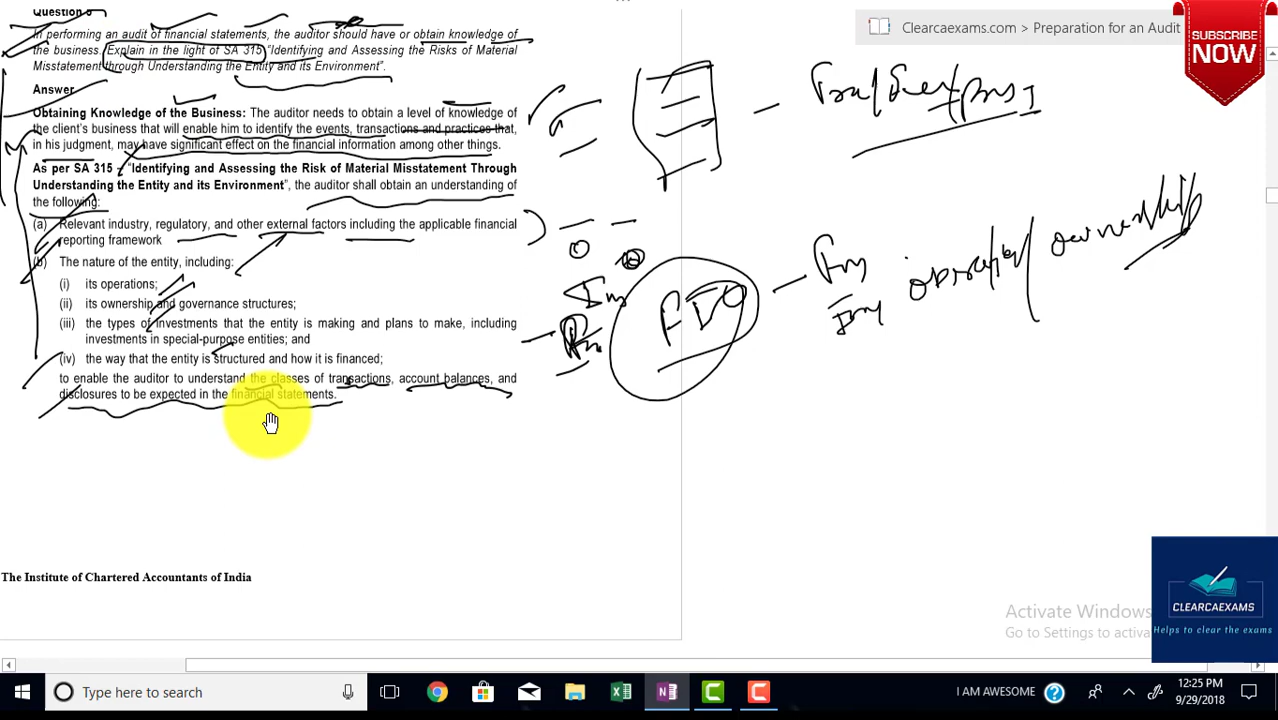 Question
In performing an audit of financial statements, the auditor should have or obtain knowledge of
the business. Explain in the light of SA 315 "Identifying and Assessing the Risks of Material
Misstatement through Understanding the Entity and its Environment".
Answer
Obtaining Knowledge of the Business: The auditor needs to obtain a level of knowledge of
the client's business that will enable him to identify the events, transactions and practices that,
in his judgment, may have significant effect on the financial information among other things.
As per SA 315 – "Identifying and Assessing the Risk of Material Misstatement Through
Understanding the Entity and its Environment", the auditor shall obtain an understanding of
the following:
(a) Relevant industry, regulatory, and other external factors including the applicable financial
reporting framework
(b) The nature of the entity, including:
(i) its operations;
(ii) its ownership and governance structures;
(iii) the types of investments that the entity is making and plans to make, including
investments in special-purpose entities; and
(iv) the way that the entity is structured and how it is financed;
to enable the auditor to understand the classes of transactions, account balances, and
disclosures to be expected in the financial statements.
The Institute of Chartered Accountants of India
Clearcaexams.com > Preparation for an Audit
SUBSCRIBE
NOW
ownership
CLEARCAEXAMS
Helps to clear the exams
Activate Windows
Go to Settings to activa
Type here to search
I AM AWESOME
12:25 PM
9/29/2018